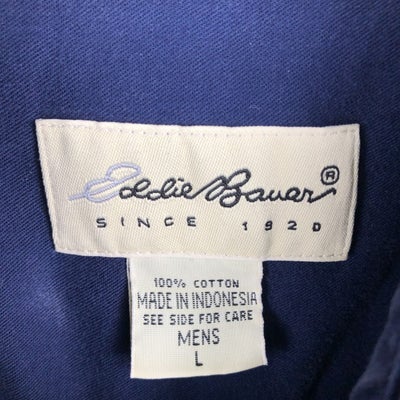 Eddie Bauer®
SINCE 1920
100% COTTON
MADE IN INDONESIA
SEE SIDE FOR CARE
MENS
L